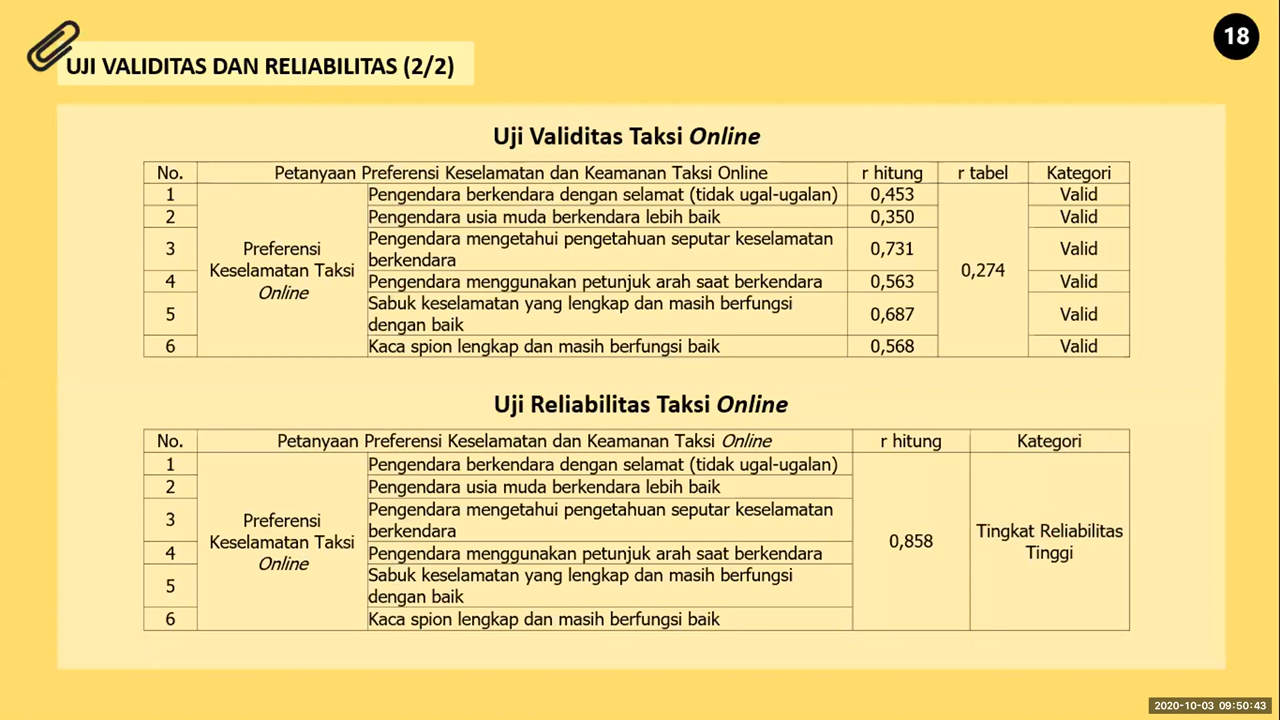 18
UJI VALIDITAS DAN RELIABILITAS (2/2)
Uji Validitas Taksi Online
No. Petanyaan Preferensi Keselamatan dan Keamanan Taksi Online r hitung r tabel Kategori
1 Pengendara berkendara dengan selamat (tidak ugal-ugalan) 0,453 Valid
2 Pengendara usia muda berkendara lebih baik 0,350 Valid
Preferensi
Keselamatan Taksi
Online
3 Pengendara mengetahui pengetahuan seputar keselamatan
berkendara 0,731 Valid
0,274
4 Pengendara menggunakan petunjuk arah saat berkendara 0,563 Valid
5 Sabuk keselamatan yang lengkap dan masih berfungsi
dengan baik 0,687 Valid
6 Kaca spion lengkap dan masih berfungsi baik 0,568 Valid
Uji Reliabilitas Taksi Online
No. Petanyaan Preferensi Keselamatan dan Keamanan Taksi Online r hitung Kategori
1 Pengendara berkendara dengan selamat (tidak ugal-ugalan)
2 Pengendara usia muda berkendara lebih baik
Preferensi
Keselamatan Taksi
Online
3 Pengendara mengetahui pengetahuan seputar keselamatan
berkendara
0,858
Tingkat Reliabilitas
Tinggi
4 Pengendara menggunakan petunjuk arah saat berkendara
5 Sabuk keselamatan yang lengkap dan masih berfungsi
dengan baik
6 Kaca spion lengkap dan masih berfungsi baik
2020-10-03 09:50:43